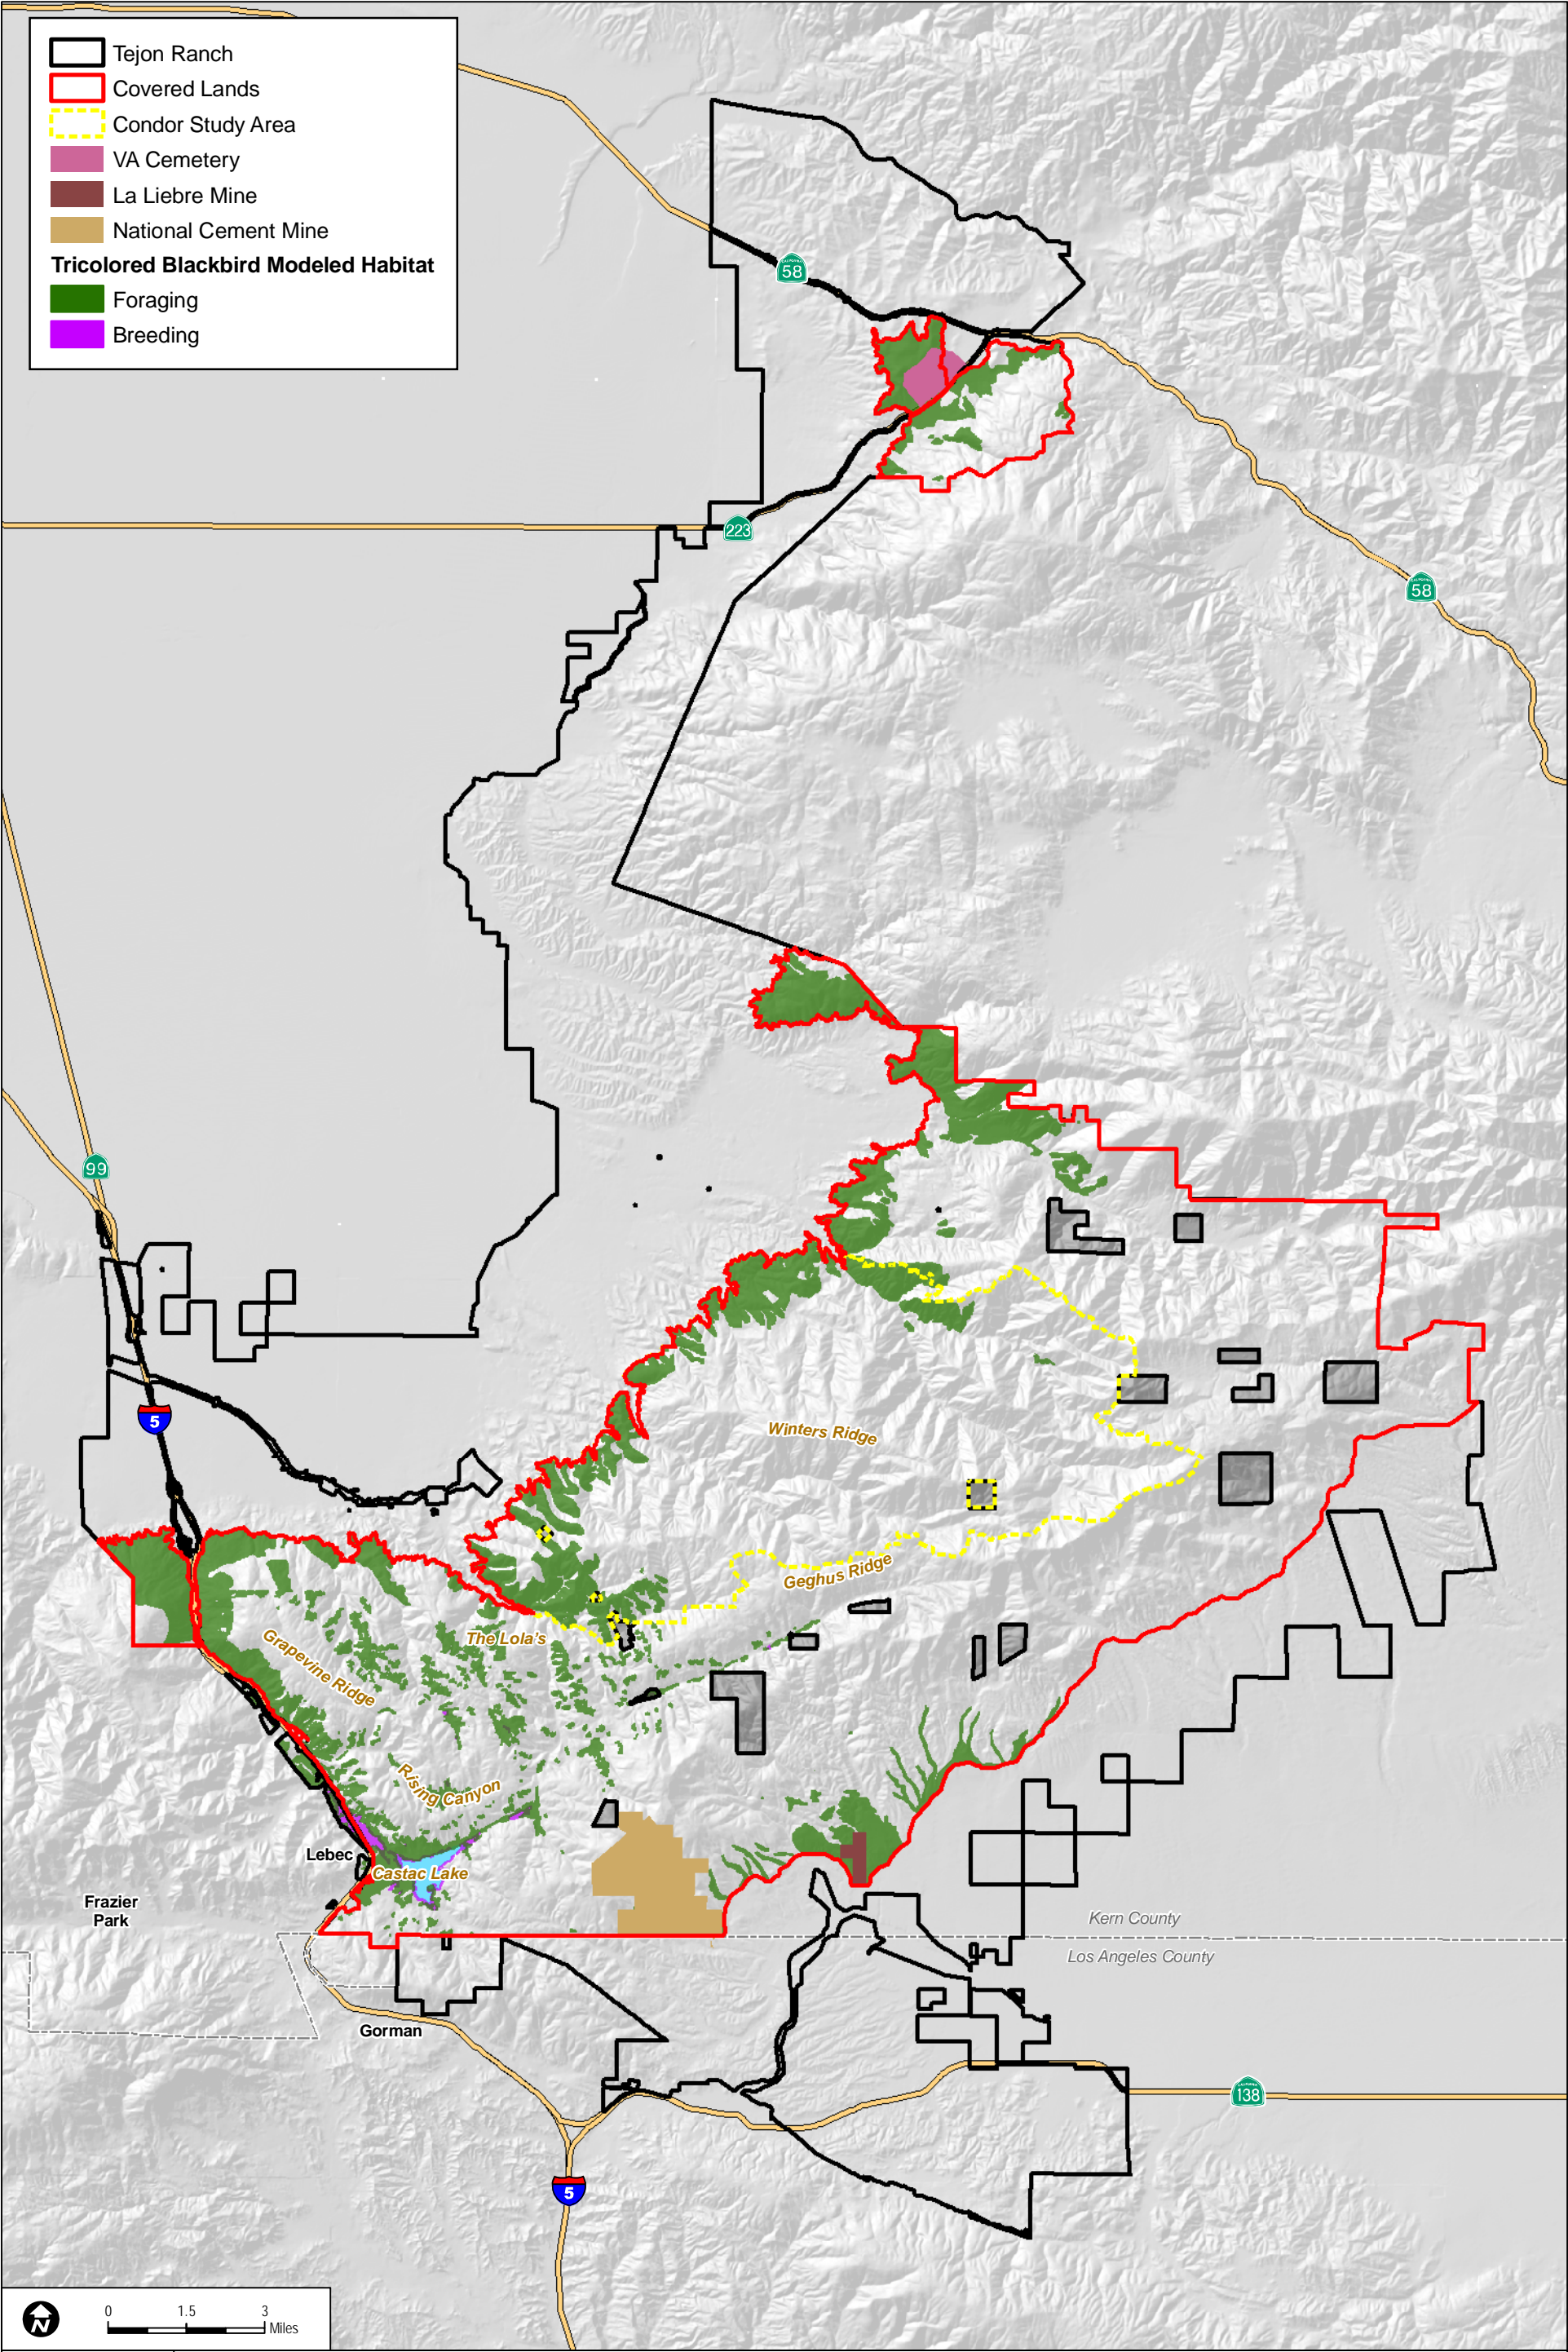 Tejon Ranch
Covered Lands
Condor Study Area
VA Cemetery
La Liebre Mine
National Cement Mine
Tricolored Blackbird Modeled Habitat
Foraging
Breeding
58
223
58
99
5
Winters Ridge
Geghus Ridge
The Lola's
Grapevine Ridge
Rising Canyon
Lebec
Castac Lake
Frazier
Park
Kern County
Los Angeles County
Gorman
138
5
N
0 1.5 3
Miles